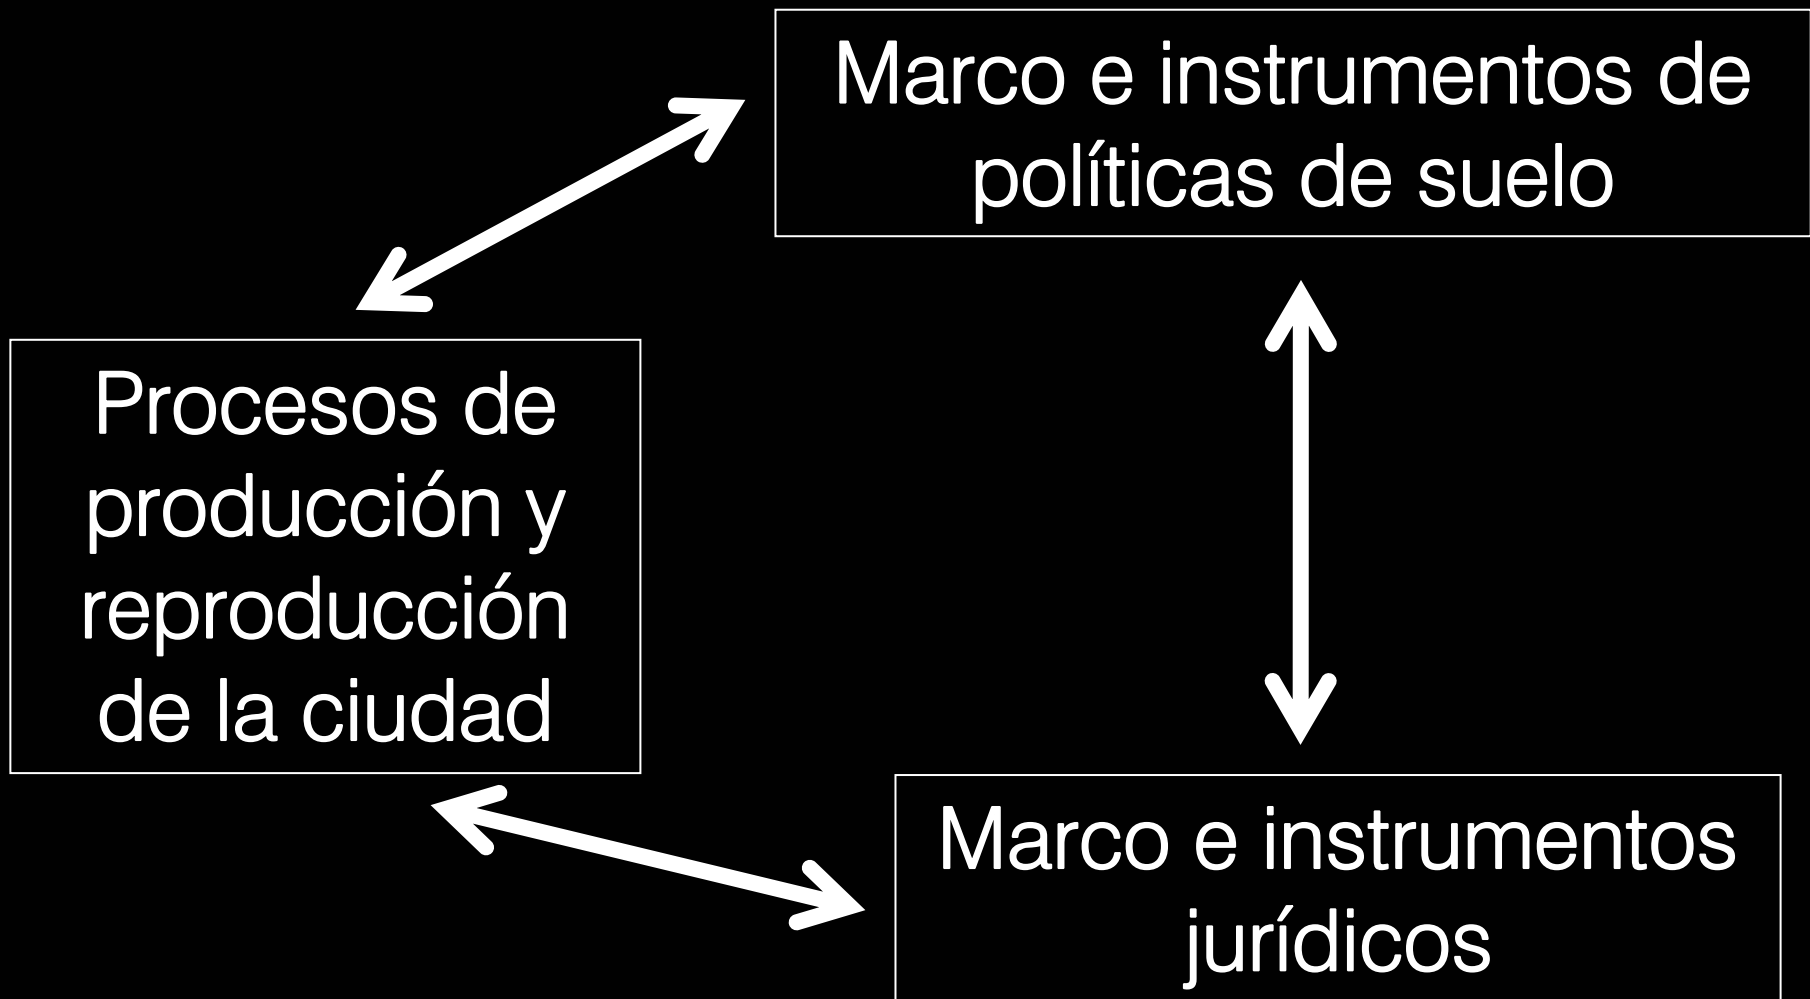 Marco e instrumentos de
políticas de suelo
Procesos de
producción y
reproducción
de la ciudad
Marco e instrumentos
jurídicos